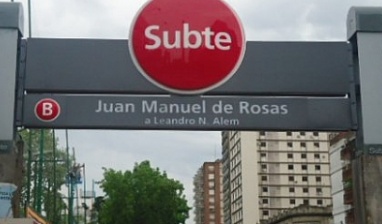 Subte
B Juan Manuel de Rosas
a Leandro N. Alem